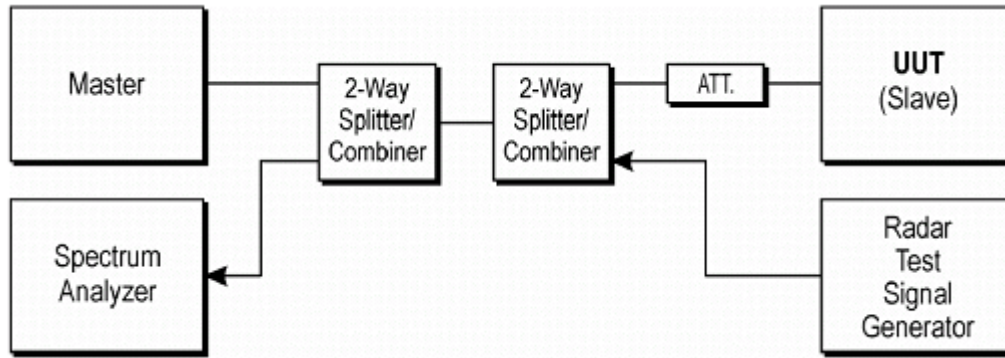 Master
2-Way
Splitter/
Combiner
2-Way
Splitter/
Combiner
ATT.
UUT
(Slave)
Spectrum
Analyzer
Radar
Test
Signal
Generator